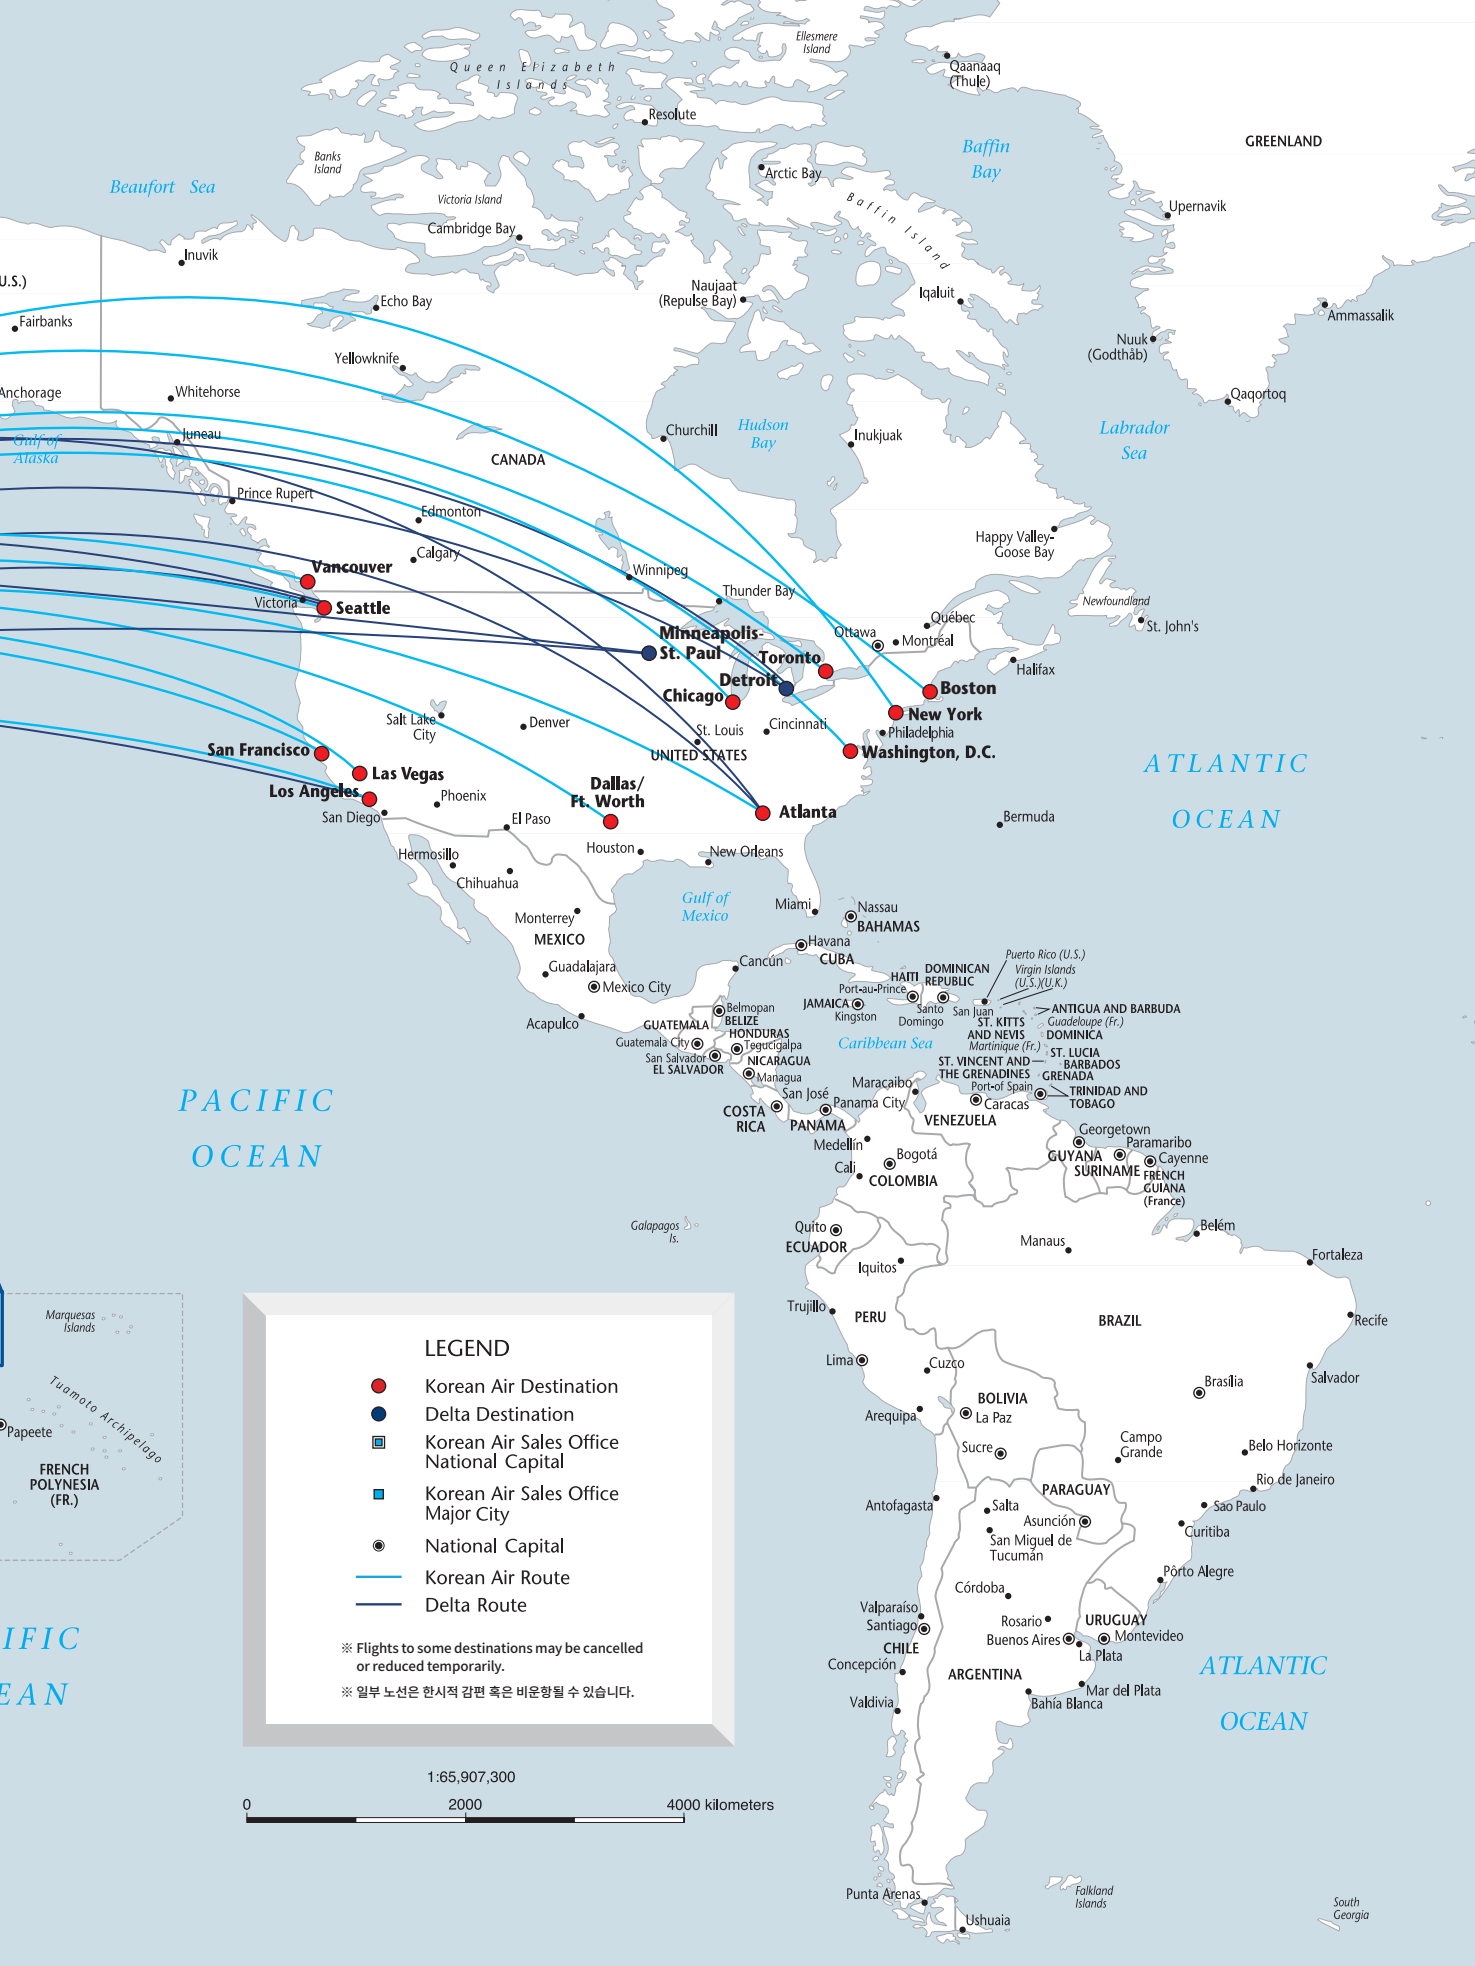 Ellesmere
Island
Queen Elizabeth
Islands
Qaanaaq
(Thule)
Resolute
GREENLAND
Baffin
Bay
Banks
Island
Arctic Bay
Beaufort Sea
Victoria Island
Baffin Island
Upernavik
Cambridge Bay
Inuvik
U.S.)
Naujaat
(Repulse Bay)
Iqaluit
Echo Bay
Ammassalik
Fairbanks
Nuuk
(Godthåb)
Yellowknife
Anchorage
Whitehorse
Qaqortoq
Gulf of
Alaska
Juneau
Churchill
Hudson
Bay
Inukjuak
Labrador
Sea
CANADA
Prince Rupert
Edmonton
Happy Valley-
Goose Bay
Calgary
Vancouver
Winnipeg
Thunder Bay
Victoria
Seattle
Newfoundland
Québec
St. John's
Minneapolis-
St. Paul
Ottawa
Montréal
Toronto
Halifax
Detroit
Boston
Chicago
New York
Salt Lake
City
Denver
St. Louis
Cincinnati
Philadelphia
San Francisco
UNITED STATES
Washington, D.C.
ATLANTIC
OCEAN
Las Vegas
Los Angeles
Dallas/
Ft. Worth
Phoenix
San Diego
El Paso
Atlanta
Bermuda
Houston
New Orleans
Hermosillo
Chihuahua
Gulf of
Mexico
Miami
Nassau
BAHAMAS
Monterrey
MEXICO
Havana
CUBA
Guadalajara
Cancún
Puerto Rico (U.S.)
Virgin Islands
(U.S.)(U.K.)
HAITI
DOMINICAN
REPUBLIC
Mexico City
Port-au-Prince
JAMAICA
Kingston
Santo
Domingo
San Juan
ANTIGUA AND BARBUDA
Acapulco
Belmopan
BELIZE
GUATEMALA
HONDURAS
Guatemala City
Tegucigalpa
San Salvador
EL SALVADOR
NICARAGUA
Managua
Caribbean Sea
ST. KITTS
AND NEVIS
Guadeloupe (Fr.)
DOMINICA
Martinique (Fr.)
ST. LUCIA
BARBADOS
ST. VINCENT AND
THE GRENADINES
GRENADA
Port-of Spain
TRINIDAD AND
TOBAGO
Maracaibo
San José
Panama City
Caracas
COSTA
RICA
PANAMA
VENEZUELA
PACIFIC
OCEAN
Medellín
Georgetown
Paramaribo
Bogotá
GUYANA
Cayenne
Cali
COLOMBIA
SURINAME
FRENCH
GUIANA
(France)
Galapagos
Is.
Quito
ECUADOR
Belém
Manaus
Iquitos
Fortaleza
Trujillo
PERU
BRAZIL
Recife
Marquesas
Islands
Lima
Cuzco
Salvador
Brasília
BOLIVIA
La Paz
Arequipa
Tuamoto Archipelago
Papeete
FRENCH
POLYNESIA
(FR.)
Sucre
Campo
Grande
Belo Horizonte
Rio de Janeiro
PARAGUAY
Antofagasta
Salta
Sao Paulo
Asunción
San Miguel de
Tucumán
Curitiba
Pôrto Alegre
Córdoba
Valparaíso
Santiago
Rosario
URUGUAY
Buenos Aires
Montevideo
CHILE
La Plata
Concepción
ARGENTINA
Mar del Plata
Bahía Blanca
Valdivia
ATLANTIC
OCEAN
IFIC
EAN
LEGEND
Korean Air Destination
Delta Destination
Korean Air Sales Office
National Capital
Korean Air Sales Office
Major City
National Capital
Korean Air Route
Delta Route
※ Flights to some destinations may be cancelled
or reduced temporarily.
※ 일부 노선은 한시적 감편 혹은 비운항될 수 있습니다.
1:65,907,300
0 2000 4000 kilometers
Punta Arenas
Falkland
Islands
Ushuaia
South
Georgia